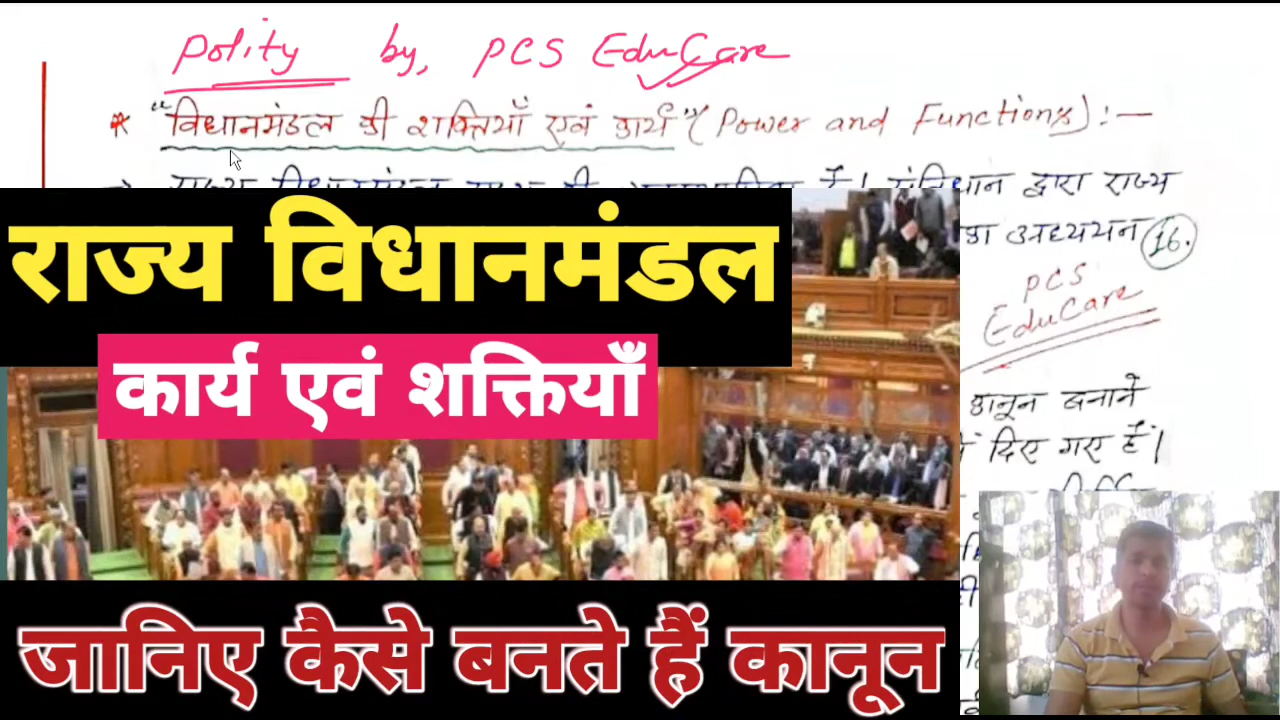 Polity by, PCS EduCare
* "विधानमंडल की शक्तियाँ एवं कार्य" (Power and Functions) :—
संविधान द्वारा राज्य
राज्य विधानमंडल
का अध्ययन 16.
PCS
EduCare
कार्य एवं शक्तियाँ
कानून बनाने
दिए गए हैं।
जानिए कैसे बनते हैं कानून